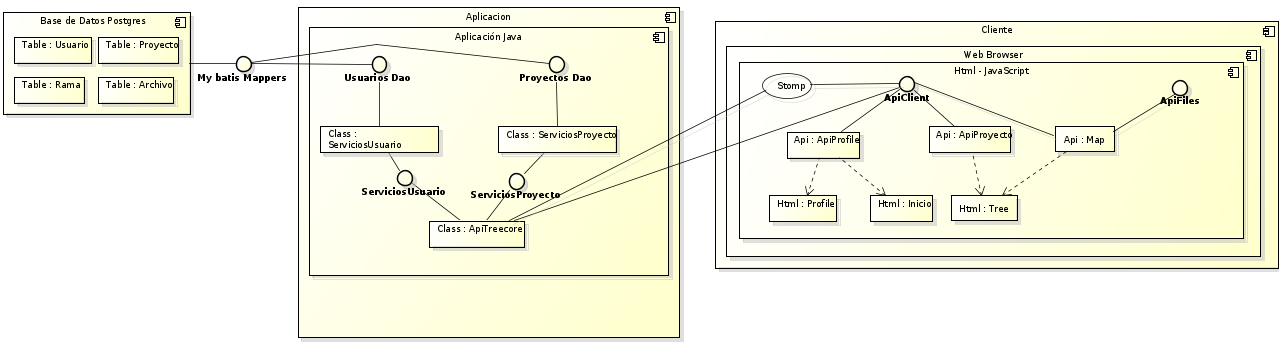 Base de Datos Postgres
Table : Usuario
Table : Proyecto
Table : Rama
Table : Archivo
My batis Mappers
Aplicacion
Aplicación Java
Usuarios Dao
Proyectos Dao
Class :
ServiciosUsuario
Class : ServiciosProyecto
ServiciosUsuario
ServiciosProyecto
Class : ApiTreecore
Cliente
Web Browser
Html - JavaScript
Stomp
ApiClient
ApiFiles
Api : ApiProfile
Api : ApiProyecto
Api : Map
Html : Profile
Html : Inicio
Html : Tree